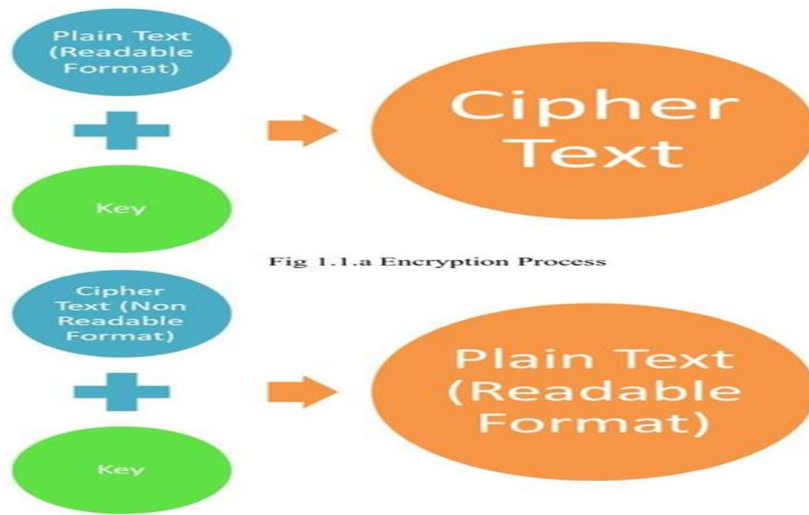 Plain Text
(Readable
Format)
Cipher
Text
Key
Fig 1.1.a Encryption Process
Cipher
Text (Non
Readable
Format)
Plain Text
(Readable
Format)
Key